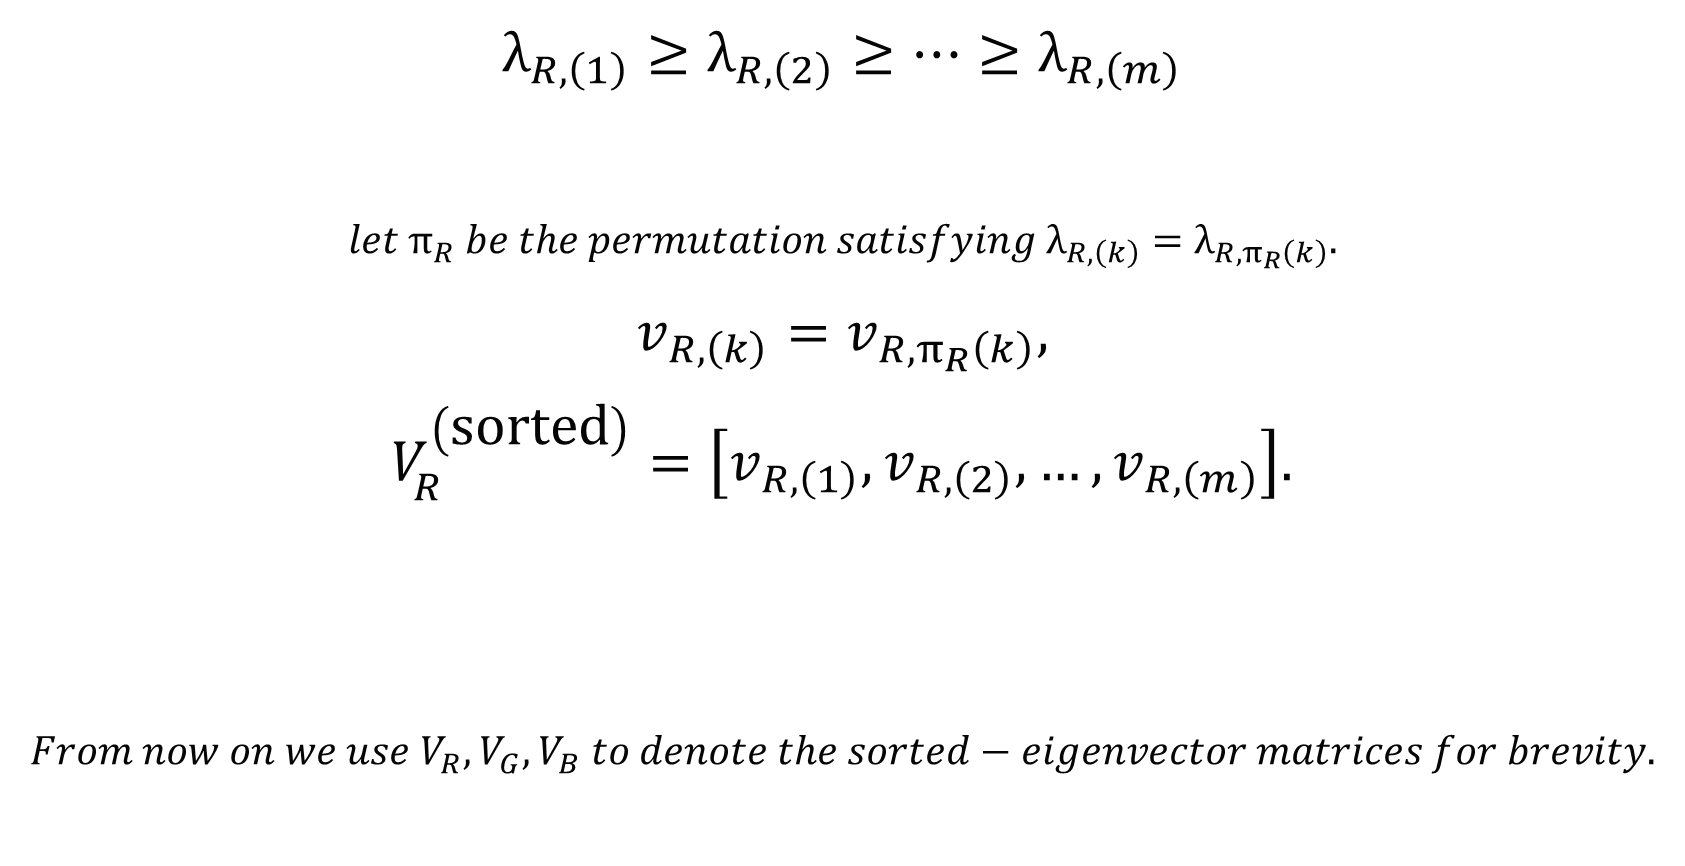 λ_{R,(1)} ≥ λ_{R,(2)} ≥ ⋯ ≥ λ_{R,(m)}
let π_R be the permutation satisfying λ_{R,(k)} = λ_{R,π_R(k)}.
v_{R,(k)} = v_{R,π_R(k)},
V_R^{(sorted)} = [v_{R,(1)}, v_{R,(2)}, … , v_{R,(m)}].
From now on we use V_R, V_G, V_B to denote the sorted − eigenvector matrices for brevity.